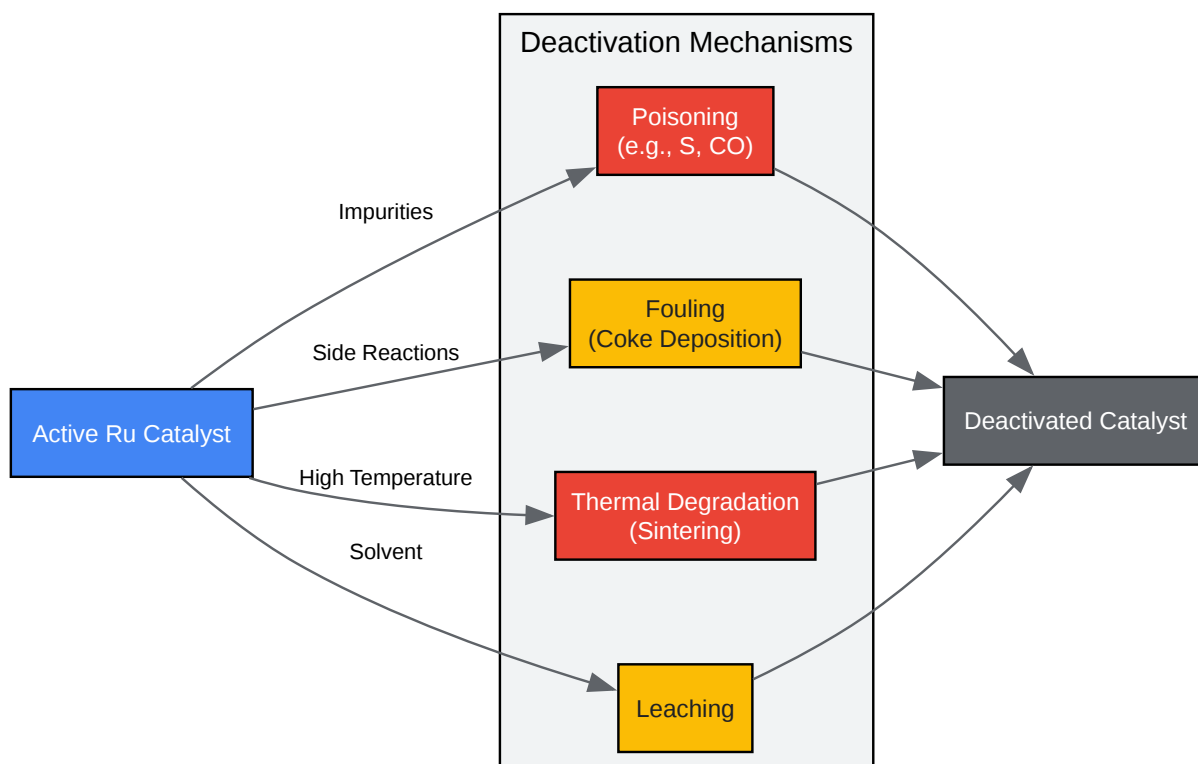 Deactivation Mechanisms
Poisoning
(e.g., S, CO)
Impurities
Fouling
(Coke Deposition)
Side Reactions
Active Ru Catalyst
Deactivated Catalyst
High Temperature
Thermal Degradation
(Sintering)
Solvent
Leaching